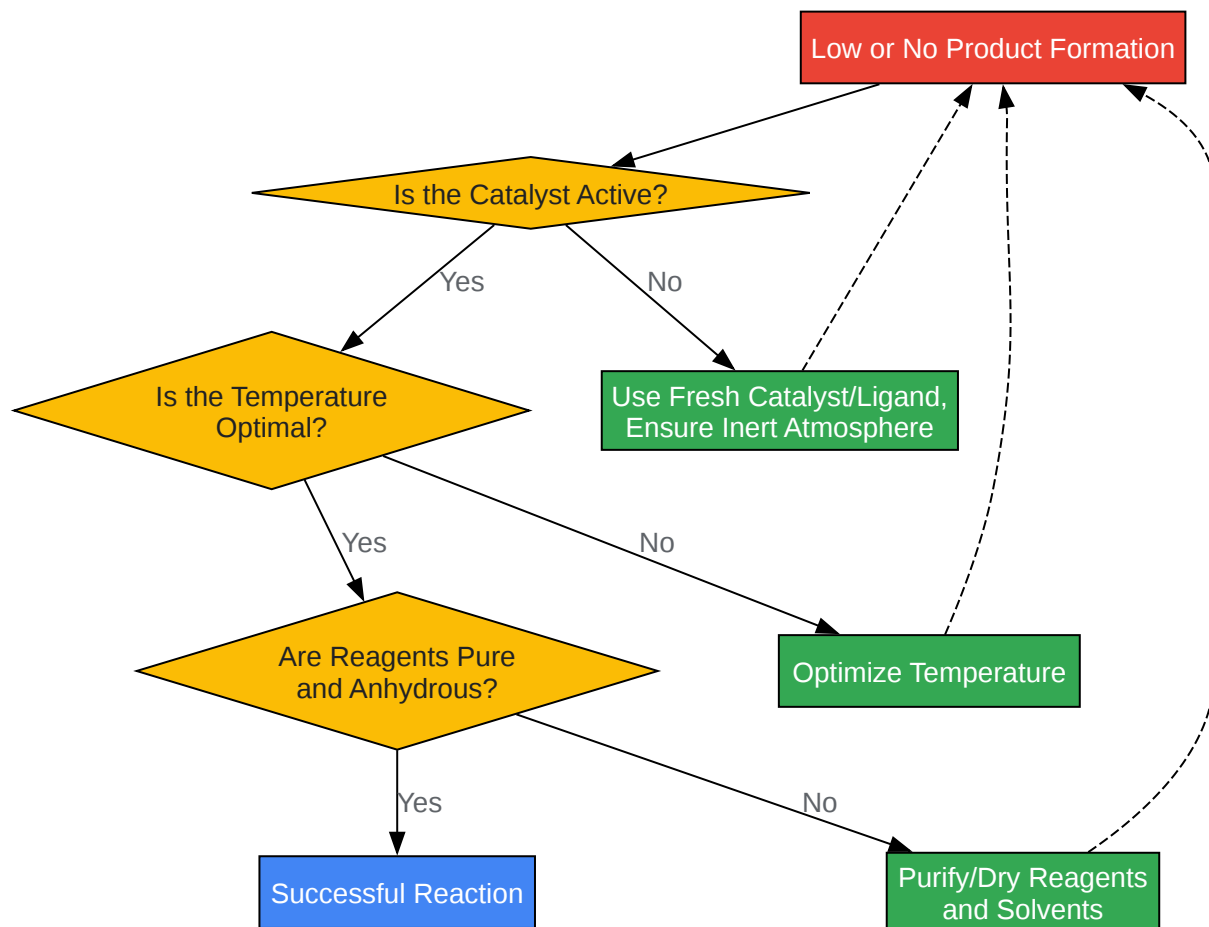 Low or No Product Formation
Is the Catalyst Active?
Yes
No
Is the Temperature
Optimal?
Use Fresh Catalyst/Ligand,
Ensure Inert Atmosphere
Yes
No
Are Reagents Pure
and Anhydrous?
Optimize Temperature
Yes
No
Successful Reaction
Purify/Dry Reagents
and Solvents